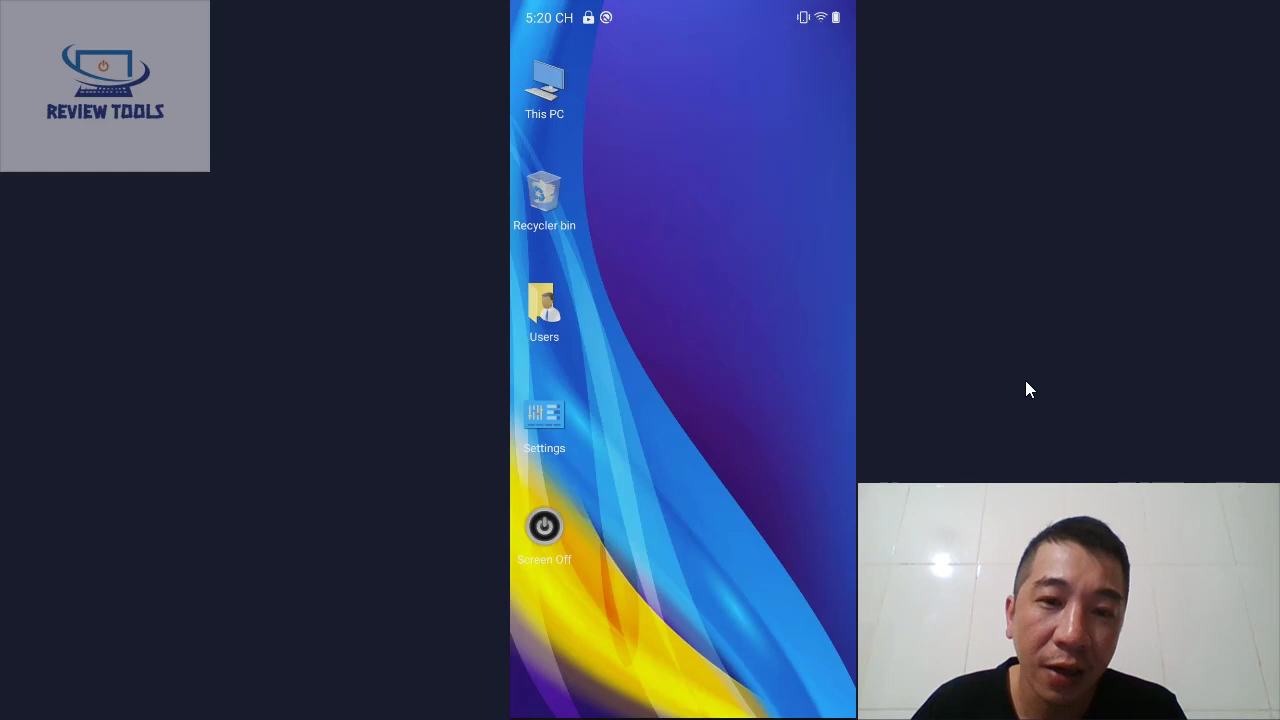 REVIEW TOOLS
5:20 CH
This PC
Recycler bin
Users
Settings
Screen Off